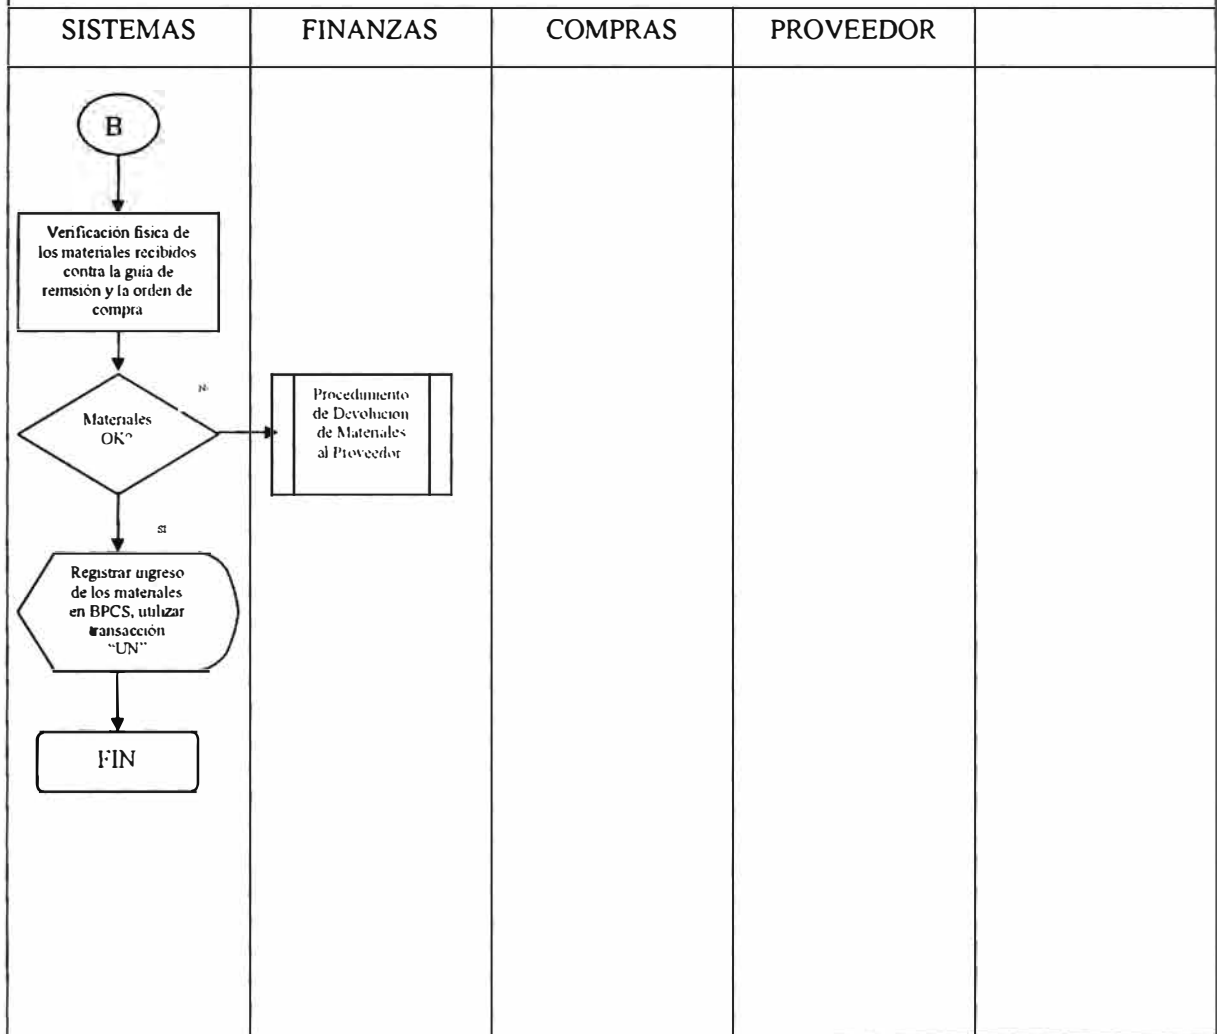 SISTEMAS
FINANZAS
COMPRAS
PROVEEDOR
B
Verificación física de
los materiales recibidos
contra la guía de
remisión y la orden de
compra
Materiales
OK?
Procedimiento
de Devolución
de Materiales
al Proveedor
SI
Registrar ingreso
de los materiales
en BPCS, utilizar
transacción
"UN"
FIN